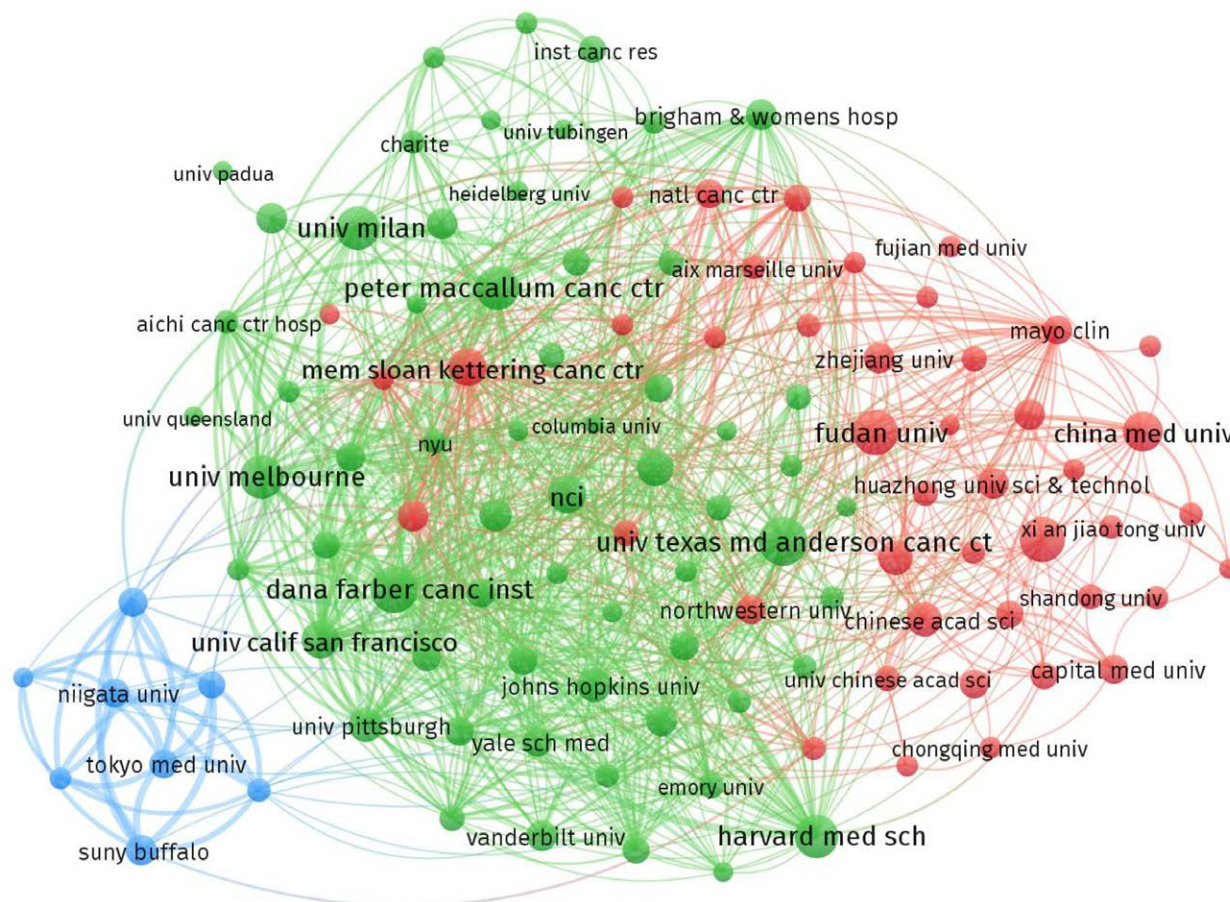 inst canc res
brigham & womens hosp
univ tubingen
charite
univ padua
heidelberg univ
natl canc ctr
univ milan
fujian med univ
aix marseille univ
peter maccallum canc ctr
aichi canc ctr hosp
mayo clin
zhejiang univ
mem sloan kettering canc ctr
univ queensland
columbia univ
nyu
fudan univ
china med univ
univ melbourne
nci
huazhong univ sci & technol
xi an jiao tong univ
univ texas md anderson canc ct
dana farber canc inst
shandong univ
northwestern univ
chinese acad sci
univ calif san francisco
capital med univ
univ chinese acad sci
johns hopkins univ
niigata univ
univ pittsburgh
yale sch med
chongqing med univ
tokyo med univ
emory univ
vanderbilt univ
harvard med sch
suny buffalo